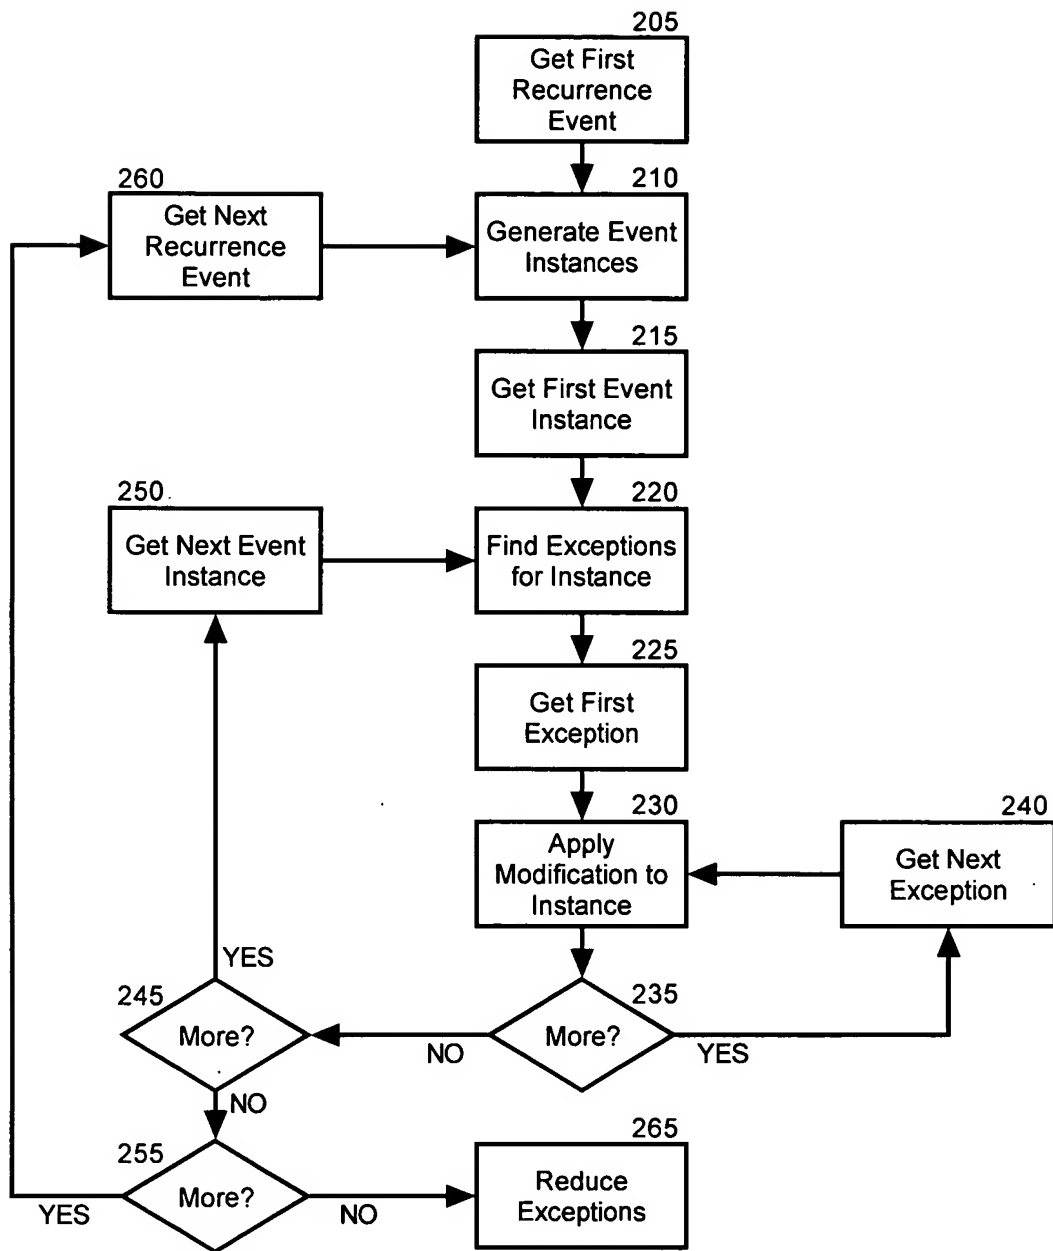 205
Get First
Recurrence
Event
260
Get Next
Recurrence
Event
210
Generate Event
Instances
215
Get First Event
Instance
250
Get Next Event
Instance
220
Find Exceptions
for Instance
225
Get First
Exception
230
Apply
Modification to
Instance
240
Get Next
Exception
YES
245
More?
NO
235
More?
YES
NO
255
More?
YES
NO
265
Reduce
Exceptions